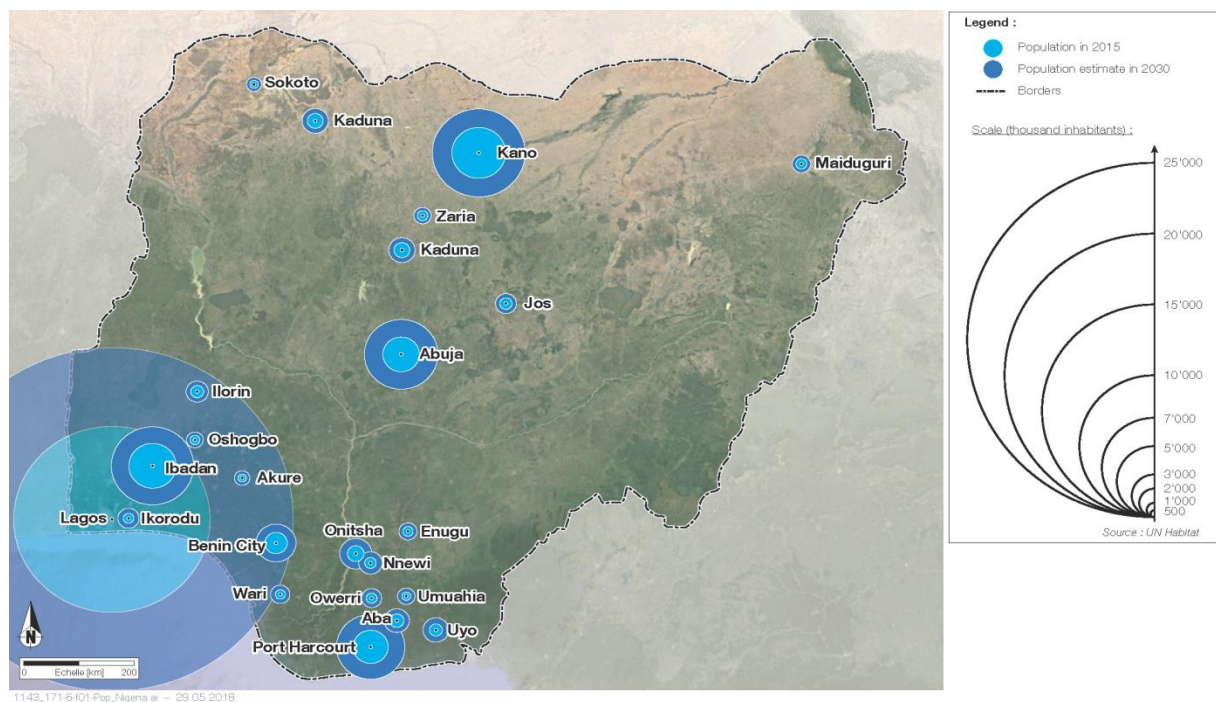 Sokoto
Kaduna
Kano
Maiduguri
Zaria
Kaduna
Jos
Abuja
Ilorin
Oshogbo
Ibadan
Akure
Lagos
Ikorodu
Benin City
Onitsha
Enugu
Nnewi
Wari
Owerri
Umuahia
Aba
Uyo
Port Harcourt
N
0 Echelle [km] 200
1143_171-6-f01-Pop_Nigeria.ai - 29 05 2018
Legend :
Population in 2015
Population estimate in 2030
Borders
Scale (thousand inhabitants) :
25'000
20'000
15'000
10'000
7'000
5'000
3'000
2'000
1'000
500
Source : UN Habitat